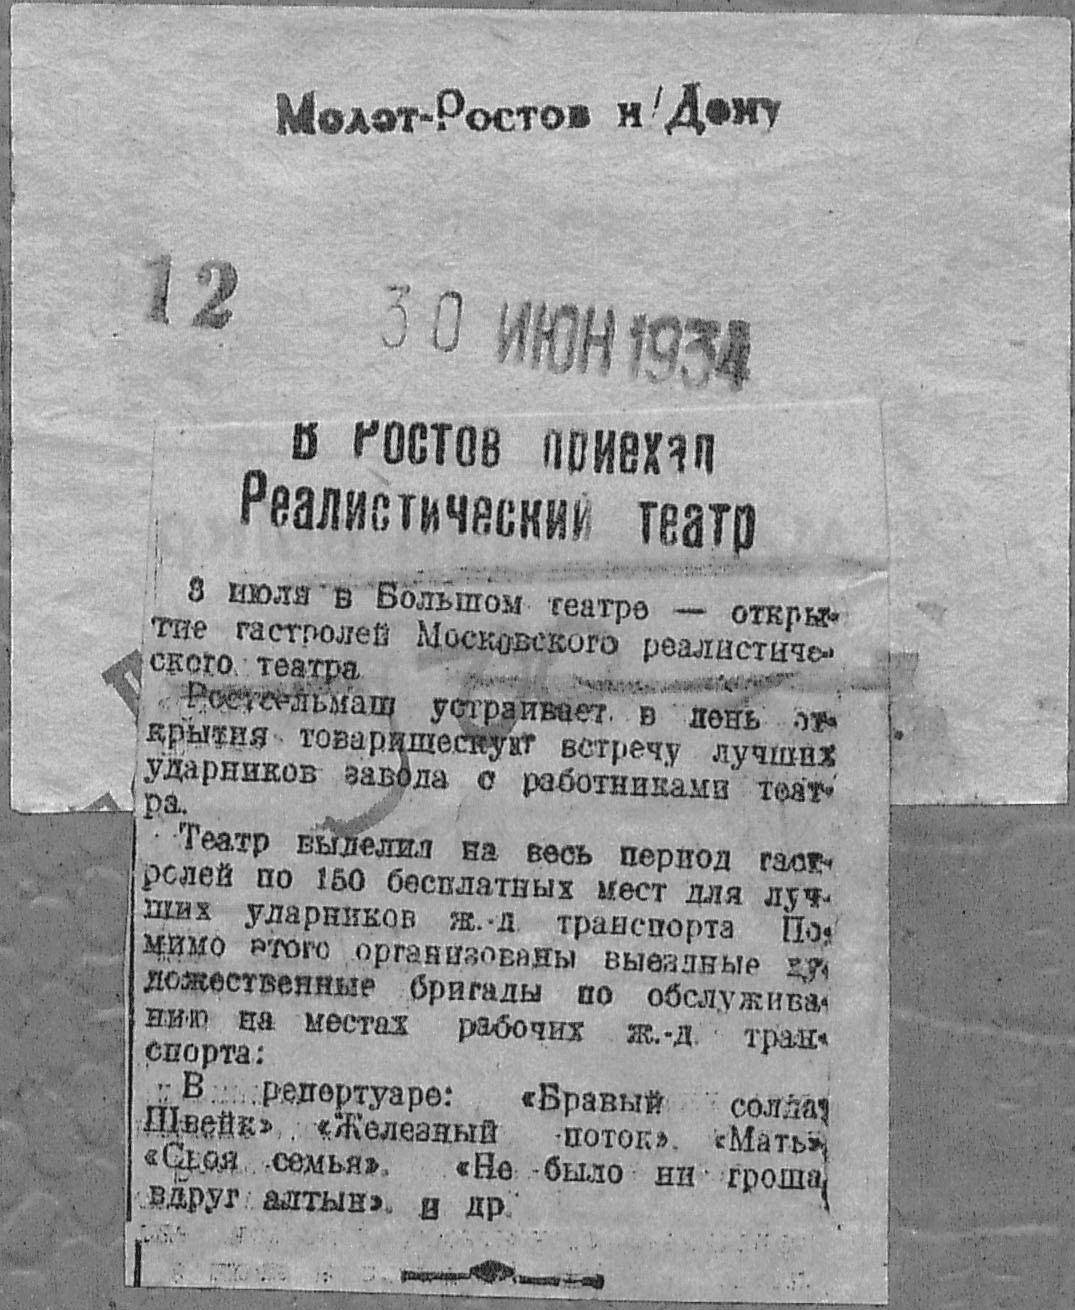 Молот-Ростов н/Дону
12
30 ИЮН 1934
В Ростов приехал
Реалистический театр
3 июля в Большом театре — откры-
тие гастролей Московского реалистиче-
ского театра
Ростсельмаш устраивает в день от-
крытия товарищескую встречу лучших
ударников завода с работниками теат-
ра.
Театр выделил на весь период гаст-
ролей по 150 бесплатных мест для луч-
ших ударников ж.-д. транспорта По-
мимо этого организованы выездные ху-
дожественные бригады по обслужива-
нию на местах рабочих ж.-д. тран-
спорта:
В репертуаре: «Бравый солдат
Швейк», «Железный поток». «Мать»,
«Своя семья». «Не было ни гроша,
вдруг алтын». и др.